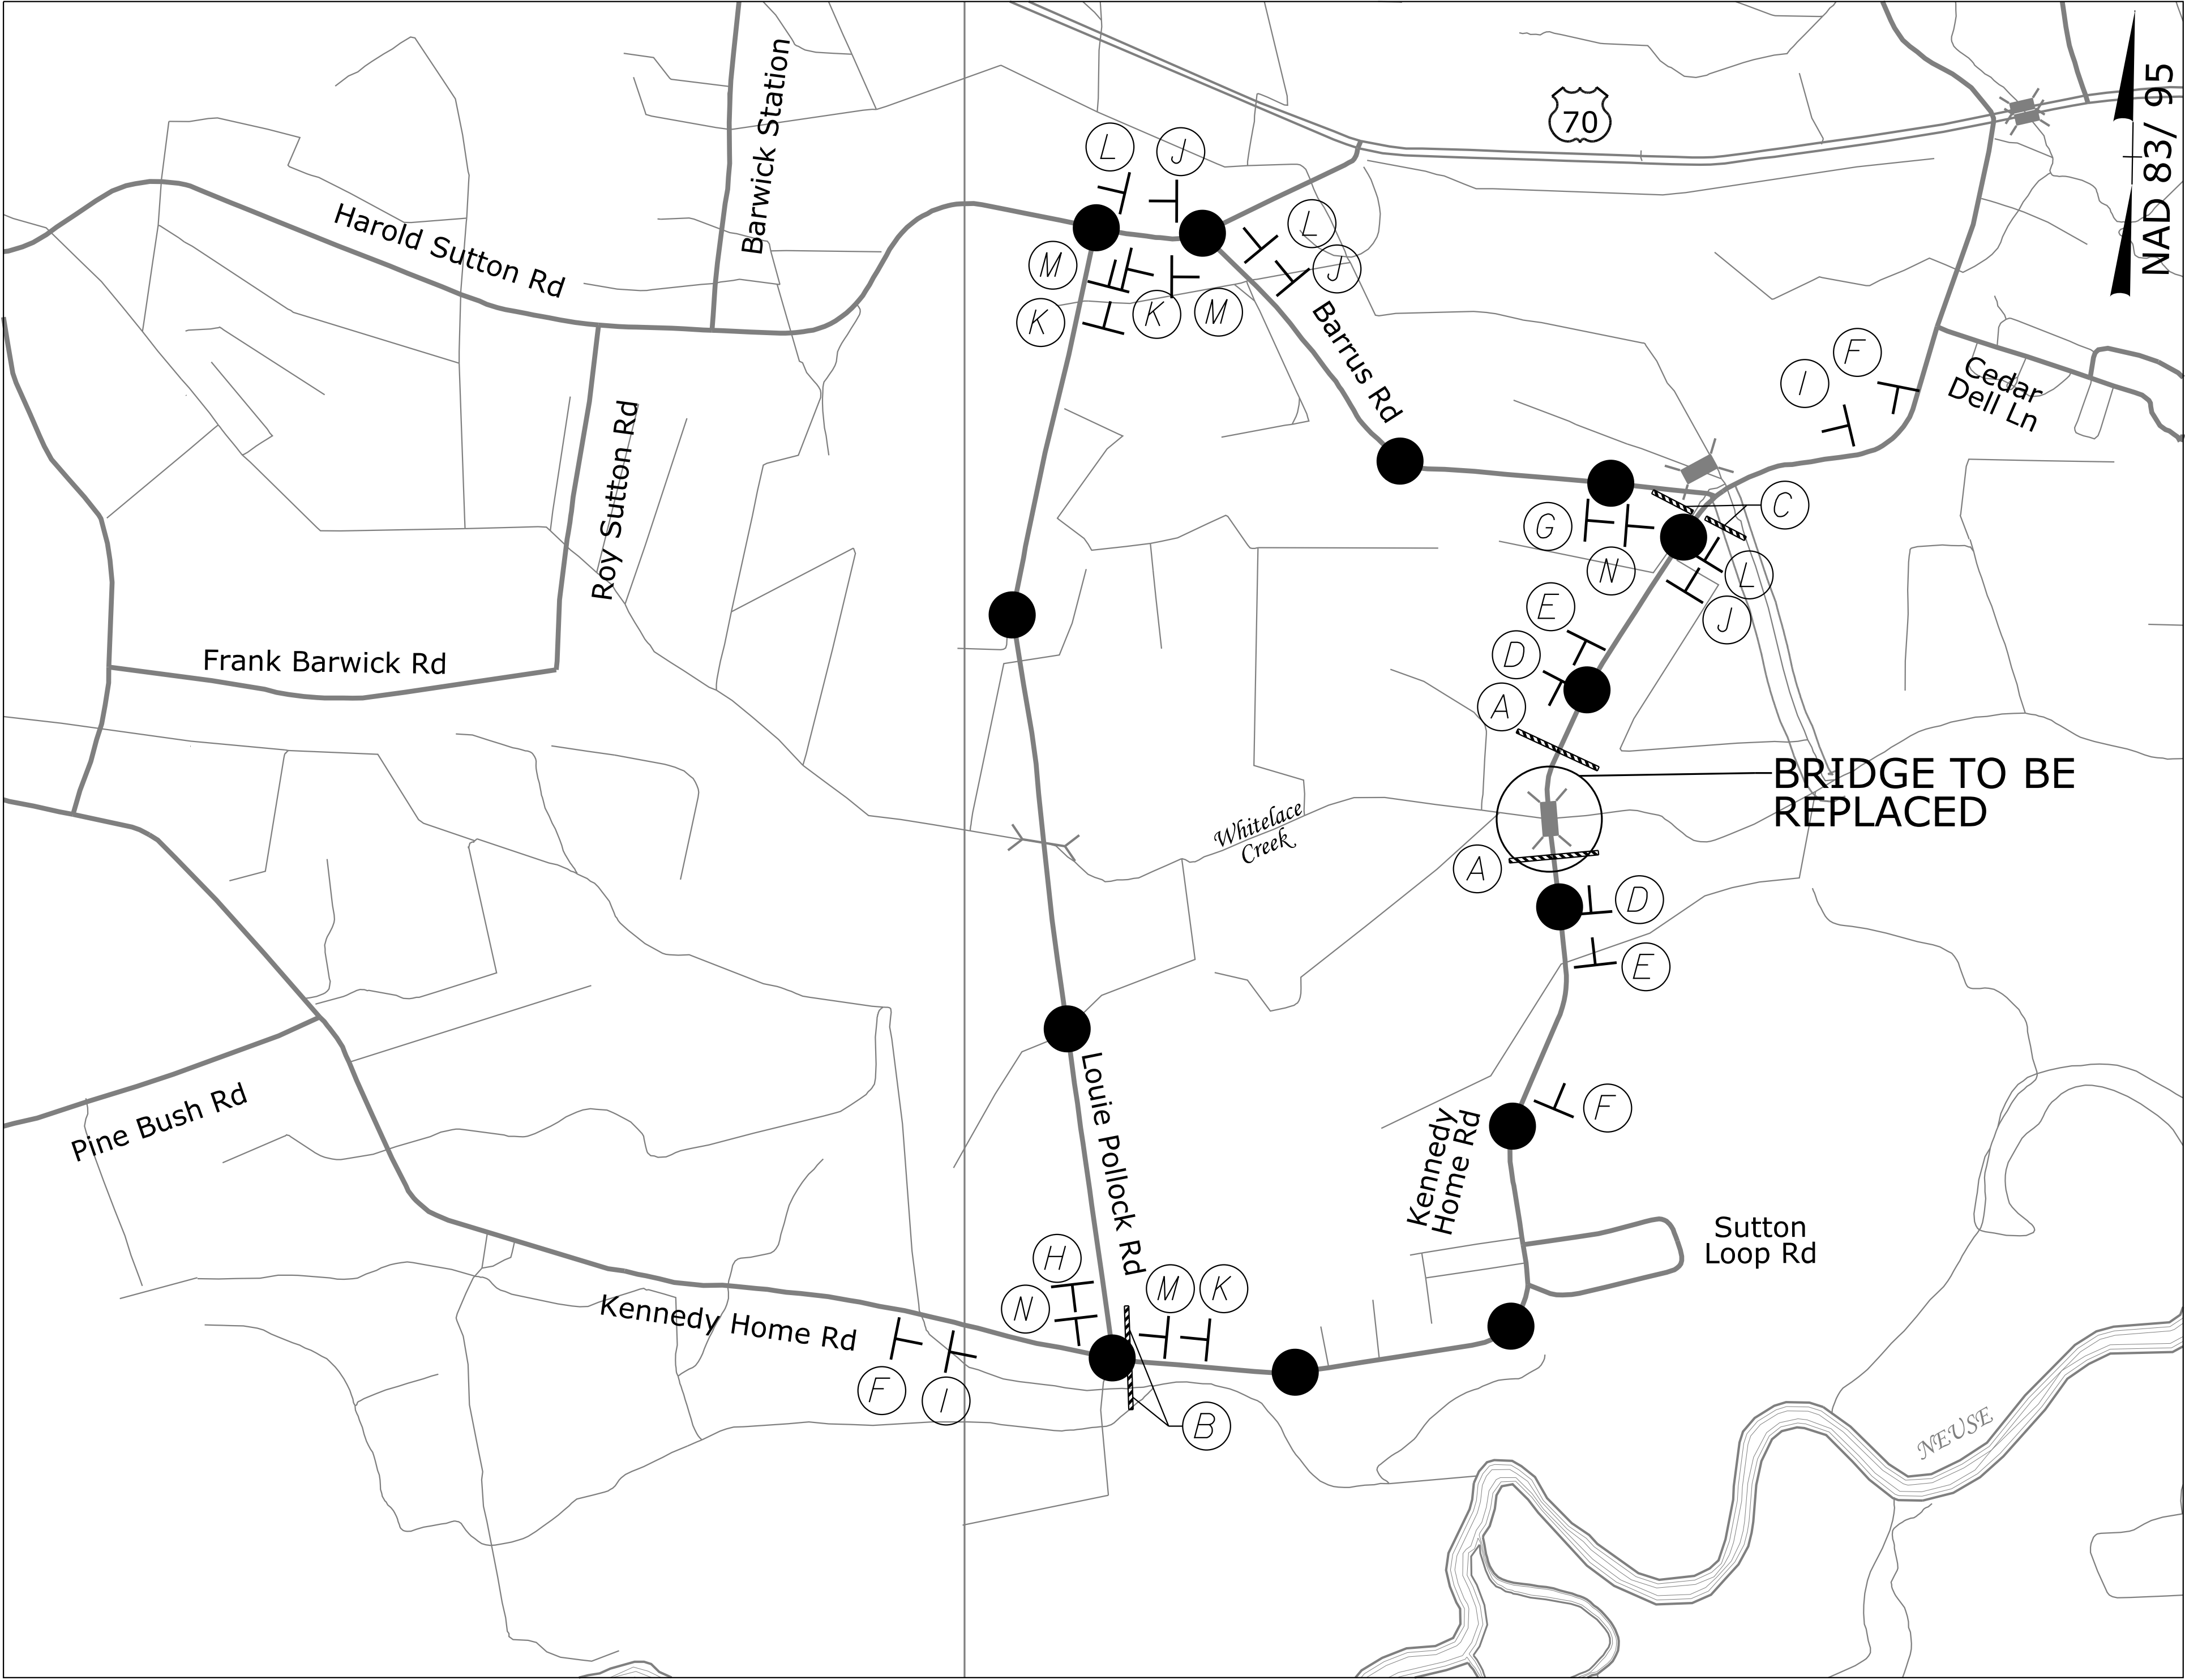 Barwick Station
70
NAD 83/ 95
L
J
Harold Sutton Rd
L
M
J
K
K
M
Barrus Rd
F
I
Cedar
Dell Ln
Roy Sutton Rd
G
C
N
L
E
J
D
Frank Barwick Rd
A
BRIDGE TO BE
REPLACED
Whitelace
Creek
A
D
E
Louie Pollock Rd
Pine Bush Rd
F
Kennedy
Home Rd
Sutton
Loop Rd
H
M
K
N
Kennedy Home Rd
F
I
B
NEUSE